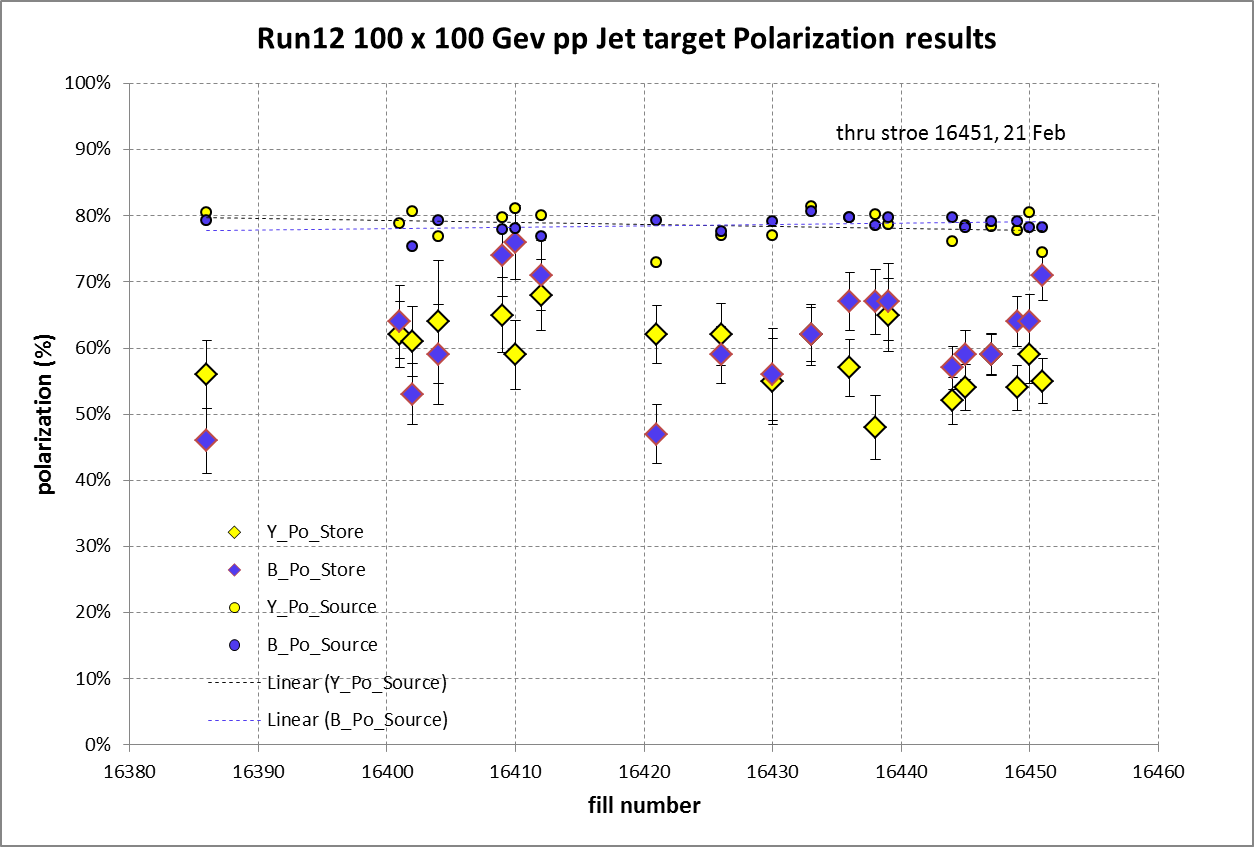 Run12 100 x 100 Gev pp Jet target Polarization results
100%
90%
80%
70%
60%
50%
40%
30%
20%
10%
0%
thru stroe 16451, 21 Feb
polarization (%)
Y_Po_Store
B_Po_Store
Y_Po_Source
B_Po_Source
Linear (Y_Po_Source)
Linear (B_Po_Source)
16380 16390 16400 16410 16420 16430 16440 16450 16460
fill number